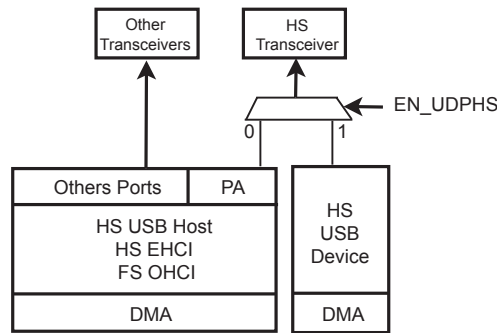 Other
Transceivers
HS
Transceiver
EN_UDPHS
0
1
Others Ports
PA
HS USB Host
HS EHCI
FS OHCI
DMA
HS
USB
Device
DMA